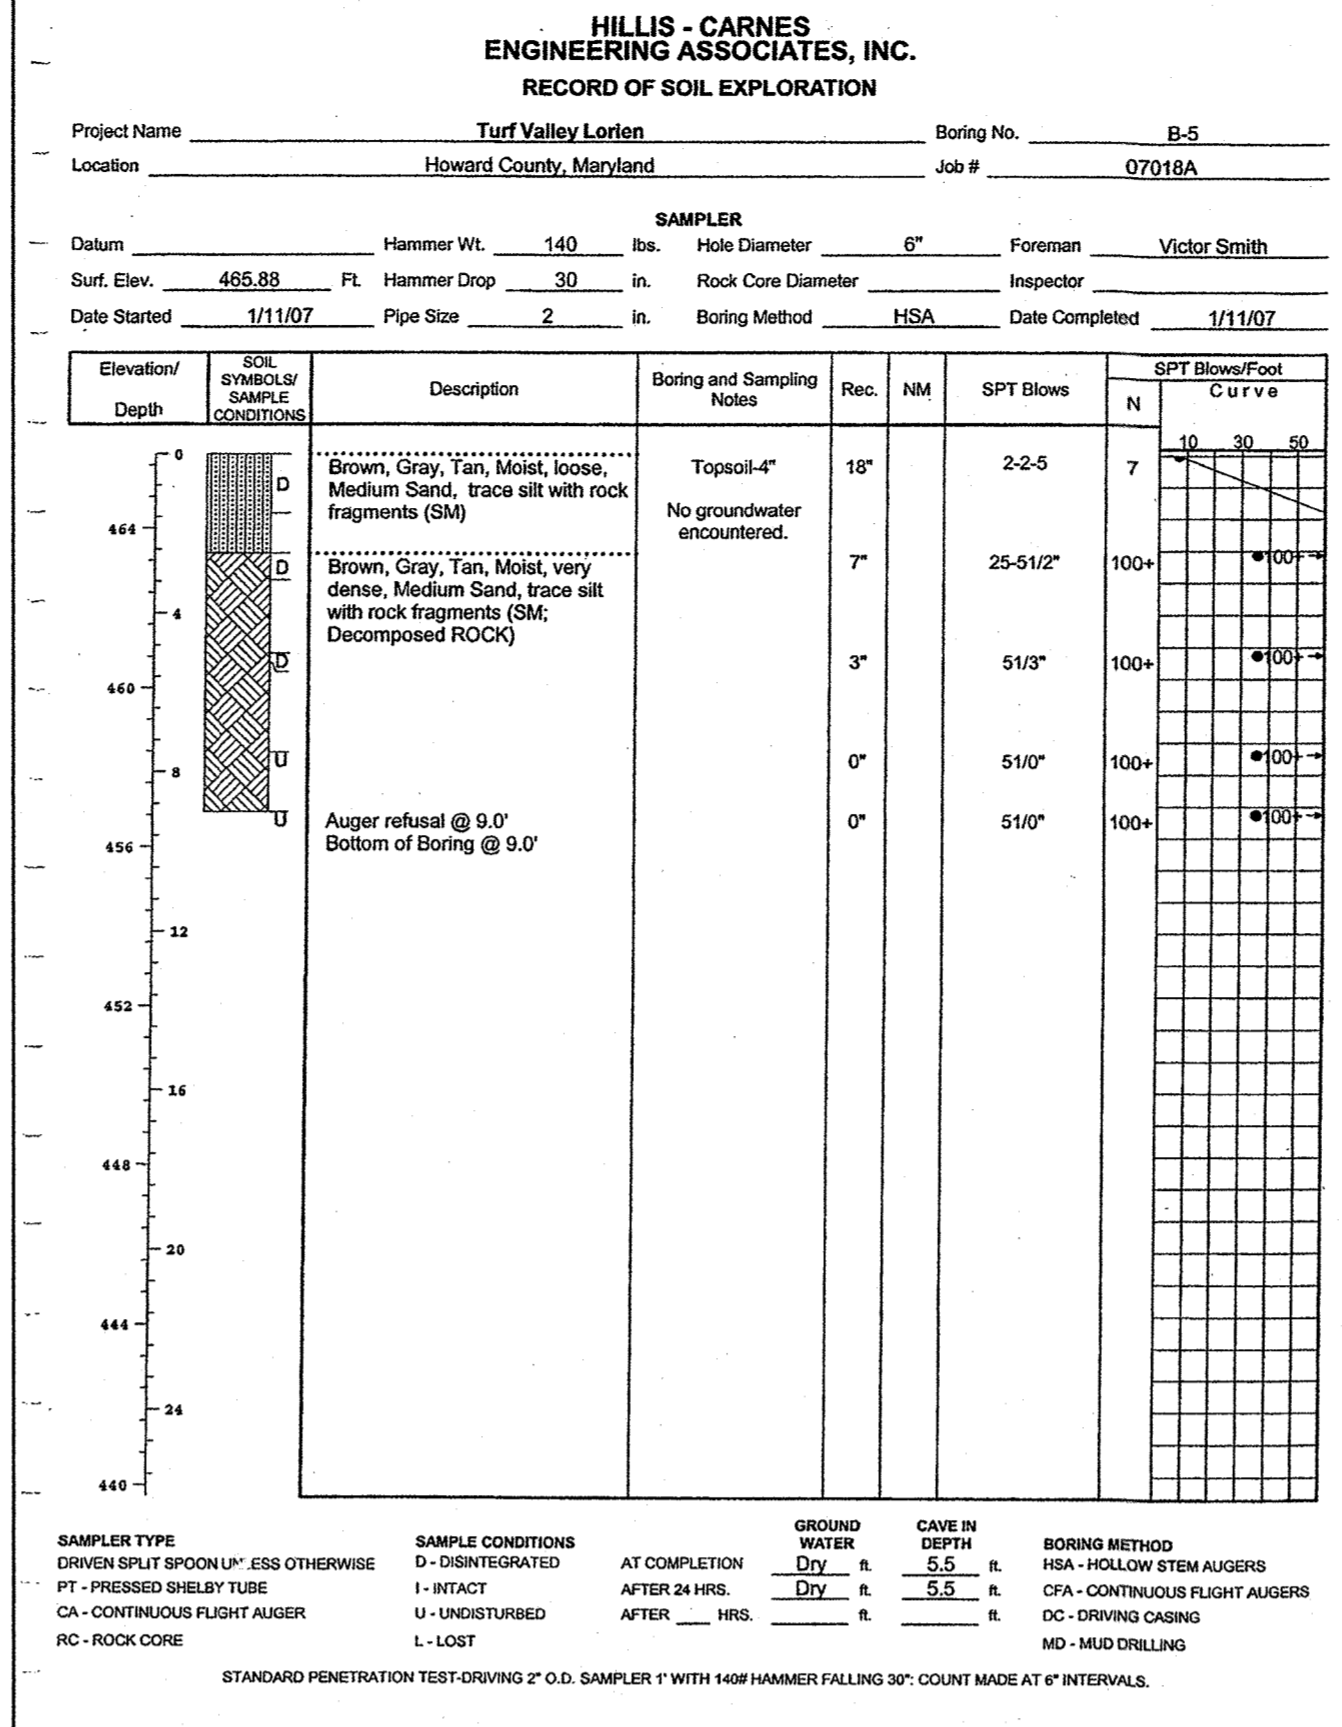 HILLIS - CARNES
ENGINEERING ASSOCIATES, INC.
RECORD OF SOIL EXPLORATION
Project Name Turf Valley Lorien Boring No. B-5
Location Howard County, Maryland Job # 07018A
SAMPLER
Datum Hammer Wt. 140 lbs. Hole Diameter 6" Foreman Victor Smith
Surf. Elev. 465.88 Ft. Hammer Drop 30 in. Rock Core Diameter Inspector
Date Started 1/11/07 Pipe Size 2 in. Boring Method HSA Date Completed 1/11/07
Elevation/
Depth
SOIL
SYMBOLS/
SAMPLE
CONDITIONS
Description
Boring and Sampling
Notes
Rec.
NM
SPT Blows
SPT Blows/Foot
N
Curve
10 30 50
0
D
Brown, Gray, Tan, Moist, loose,
Medium Sand, trace silt with rock
fragments (SM)
Topsoil-4"
No groundwater
encountered.
18"
2-2-5
7
464
D
Brown, Gray, Tan, Moist, very
dense, Medium Sand, trace silt
with rock fragments (SM;
Decomposed ROCK)
7"
25-51/2"
100+
100+
4
D
3"
51/3"
100+
100+
460
U
0"
51/0"
100+
100+
8
U
Auger refusal @ 9.0'
Bottom of Boring @ 9.0'
0"
51/0"
100+
100+
456
12
452
16
448
20
444
24
440
SAMPLER TYPE
DRIVEN SPLIT SPOON UNLESS OTHERWISE
PT - PRESSED SHELBY TUBE
CA - CONTINUOUS FLIGHT AUGER
RC - ROCK CORE
SAMPLE CONDITIONS
D - DISINTEGRATED
I - INTACT
U - UNDISTURBED
L - LOST
GROUND
WATER
CAVE IN
DEPTH
AT COMPLETION Dry ft. 5.5 ft.
AFTER 24 HRS. Dry ft. 5.5 ft.
AFTER ___ HRS. ft. ft.
BORING METHOD
HSA - HOLLOW STEM AUGERS
CFA - CONTINUOUS FLIGHT AUGERS
DC - DRIVING CASING
MD - MUD DRILLING
STANDARD PENETRATION TEST-DRIVING 2" O.D. SAMPLER 1' WITH 140# HAMMER FALLING 30": COUNT MADE AT 6" INTERVALS.